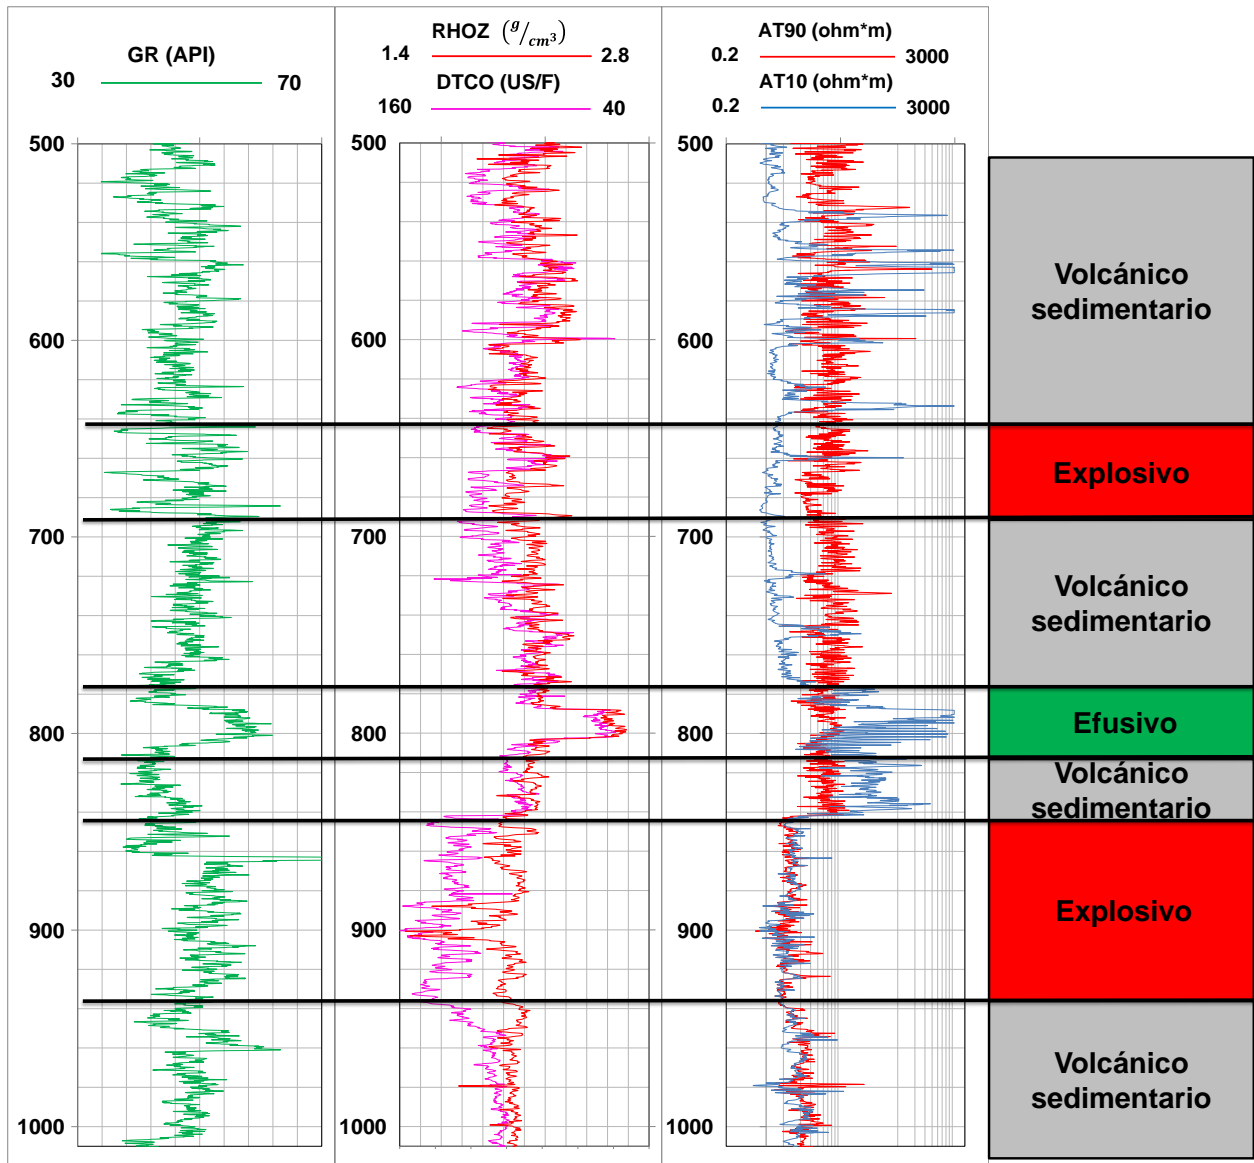 GR (API)
30 70
RHOZ (g/cm³)
1.4 2.8
DTCO (US/F)
160 40
AT90 (ohm*m)
0.2 3000
AT10 (ohm*m)
0.2 3000
500 500 500
600 600 600
700 700 700
800 800 800
900 900 900
1000 1000 1000
Volcánico
sedimentario
Explosivo
Volcánico
sedimentario
Efusivo
Volcánico
sedimentario
Explosivo
Volcánico
sedimentario